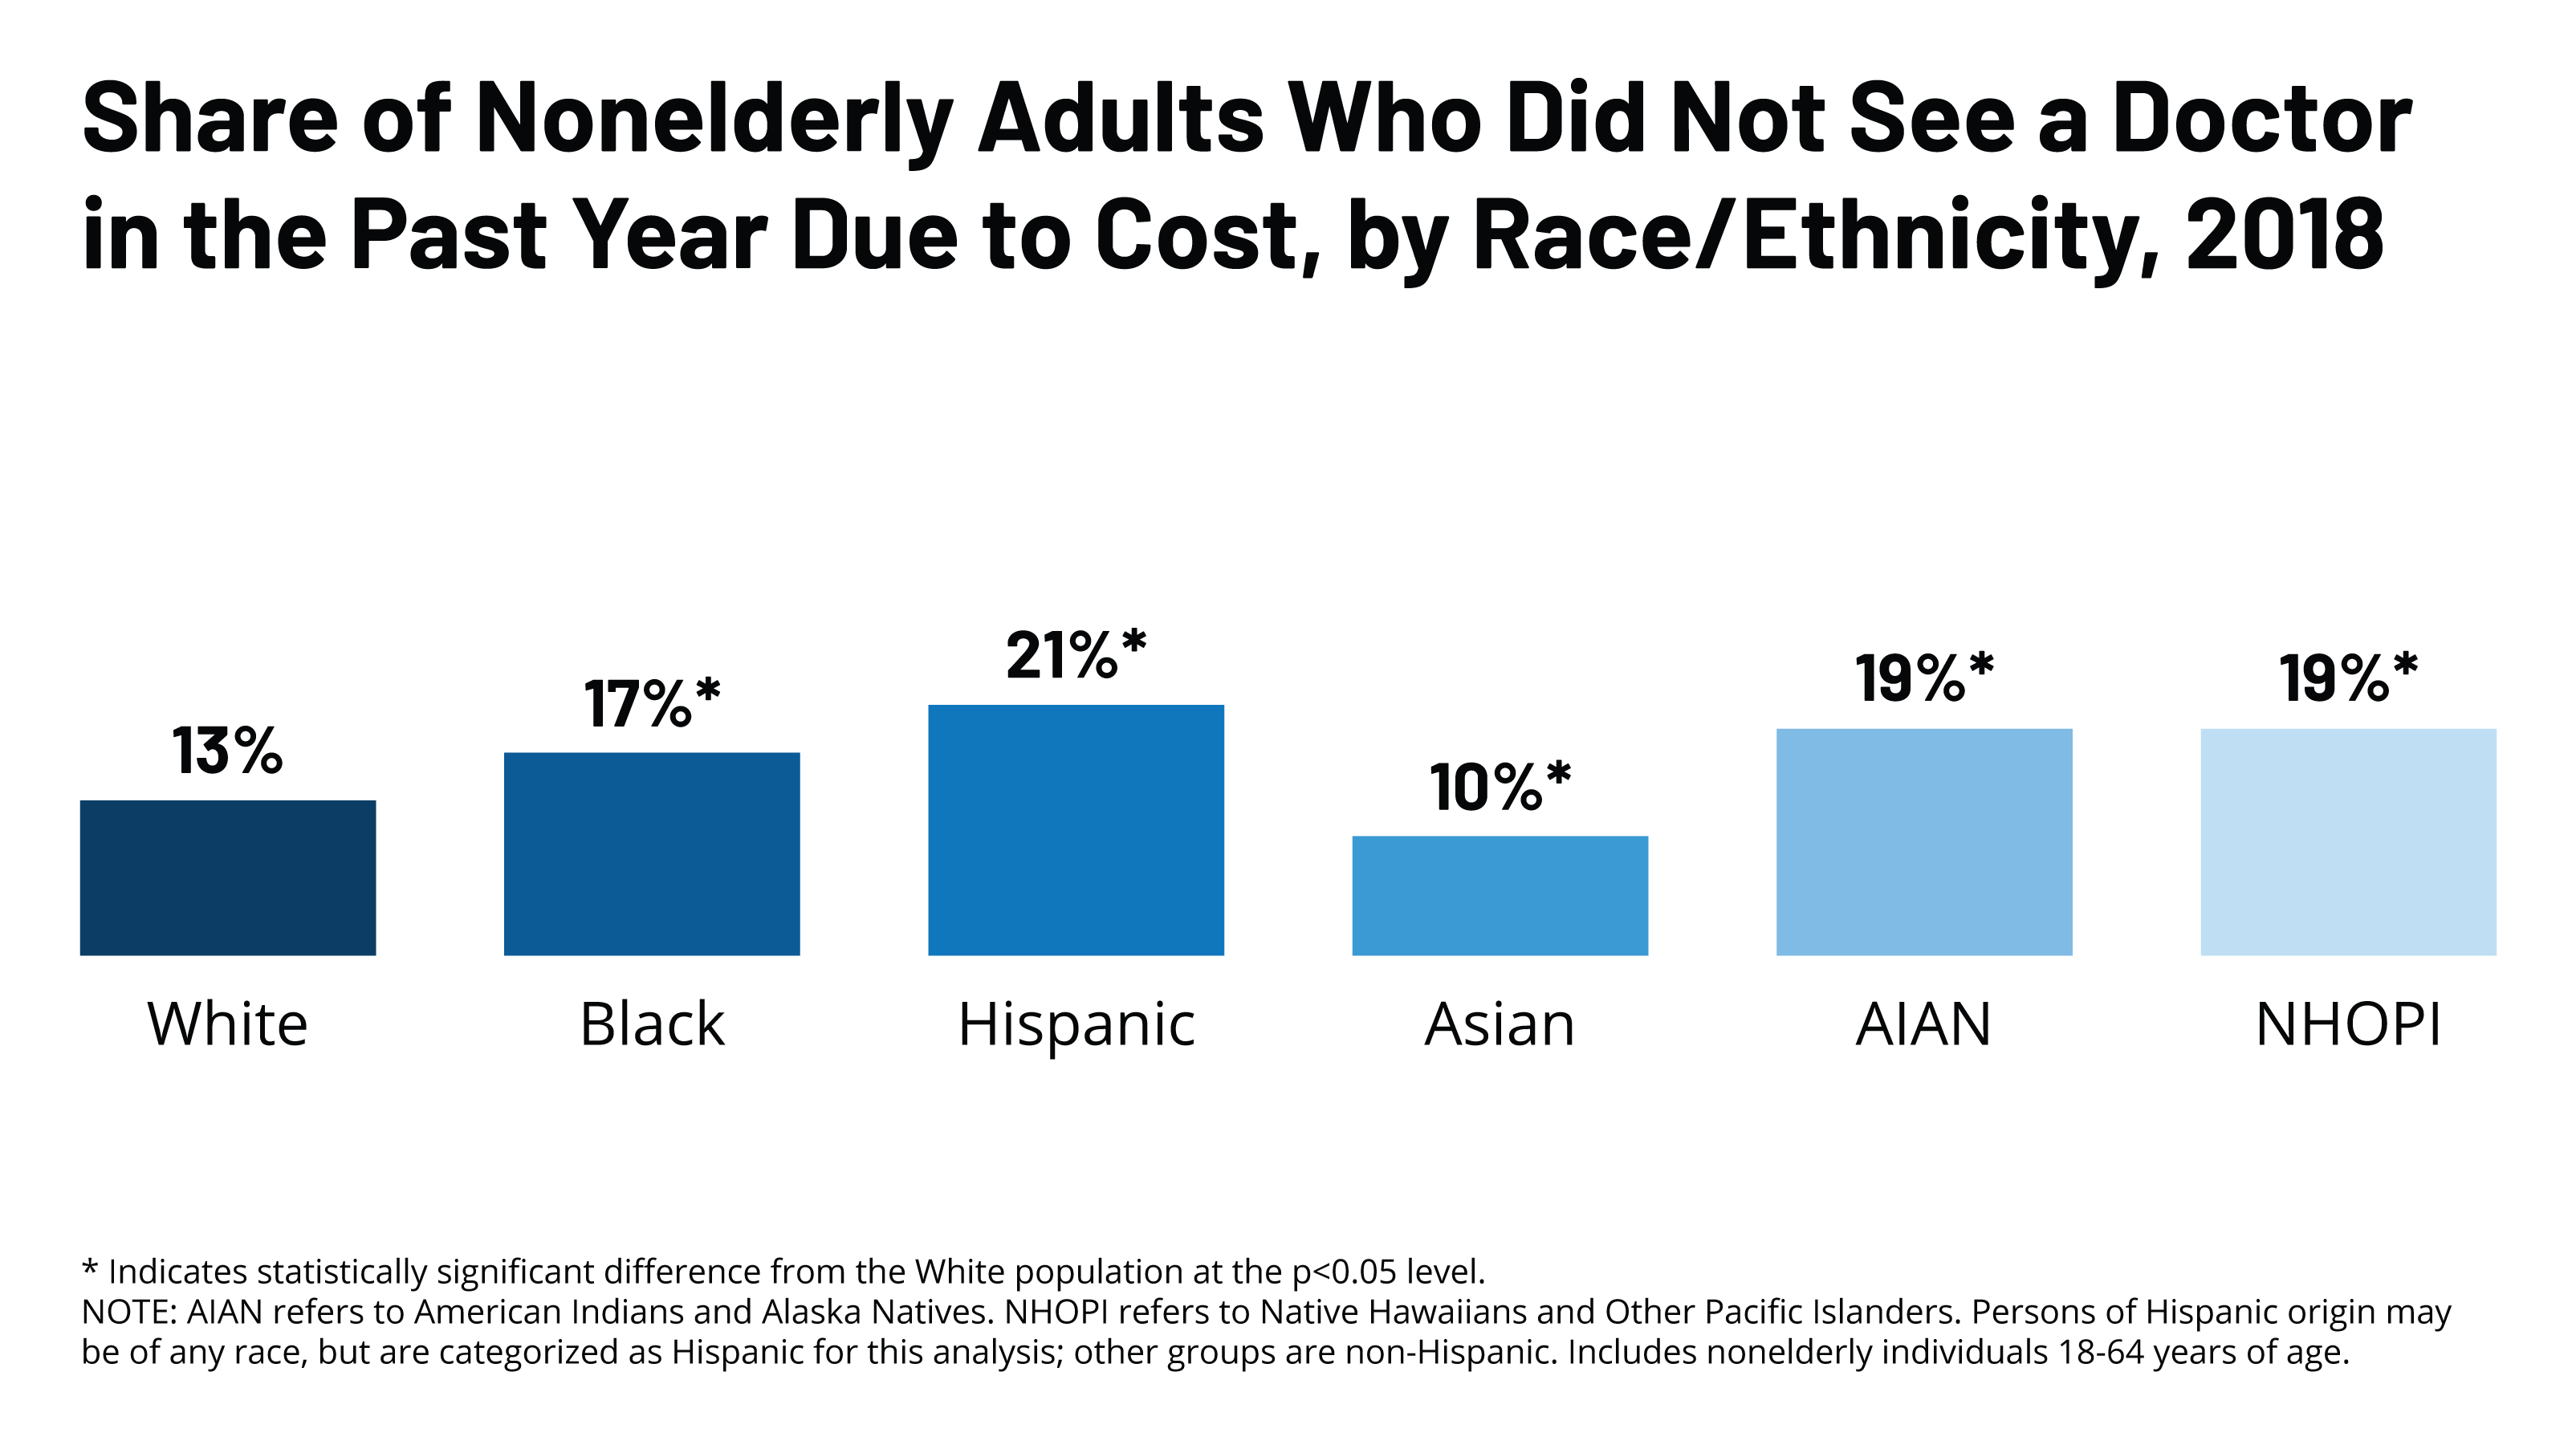 Share of Nonelderly Adults Who Did Not See a Doctor
in the Past Year Due to Cost, by Race/Ethnicity, 2018
13%
17%*
21%*
10%*
19%*
19%*
White
Black
Hispanic
Asian
AIAN
NHOPI
* Indicates statistically significant difference from the White population at the p<0.05 level.
NOTE: AIAN refers to American Indians and Alaska Natives. NHOPI refers to Native Hawaiians and Other Pacific Islanders. Persons of Hispanic origin may
be of any race, but are categorized as Hispanic for this analysis; other groups are non-Hispanic. Includes nonelderly individuals 18-64 years of age.